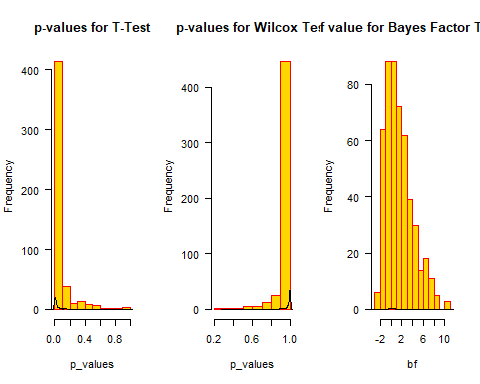 p-values for T-Test
400
300
200
100
0
Frequency
0.0
0.4
0.8
p_values
p-values for Wilcox Te
400
300
200
100
0
Frequency
0.2
0.6
1.0
p_values
f value for Bayes Factor T
80
60
40
20
0
Frequency
-2
2
6
10
bf